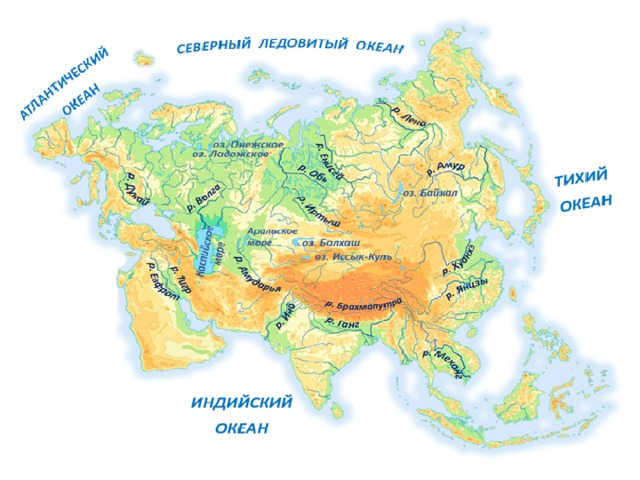 СЕВЕРНЫЙ ЛЕДОВИТЫЙ ОКЕАН
АТЛАНТИЧЕСКИЙ
ОКЕАН
ТИХИЙ
ОКЕАН
р. Лена
оз. Онежское
оз. Ладожское
р. Енисей
р. Обь
р. Амур
р. Дунай
р. Волга
р. Иртыш
оз. Байкал
Аральское
море
оз. Балхаш
оз. Иссык-Куль
Каспийское
море
р. Тигр
р. Евфрат
р. Амударья
р. Хуанхэ
р. Янцзы
р. Инд
р. Брахмапутра
р. Ганг
р. Меконг
ИНДИЙСКИЙ
ОКЕАН